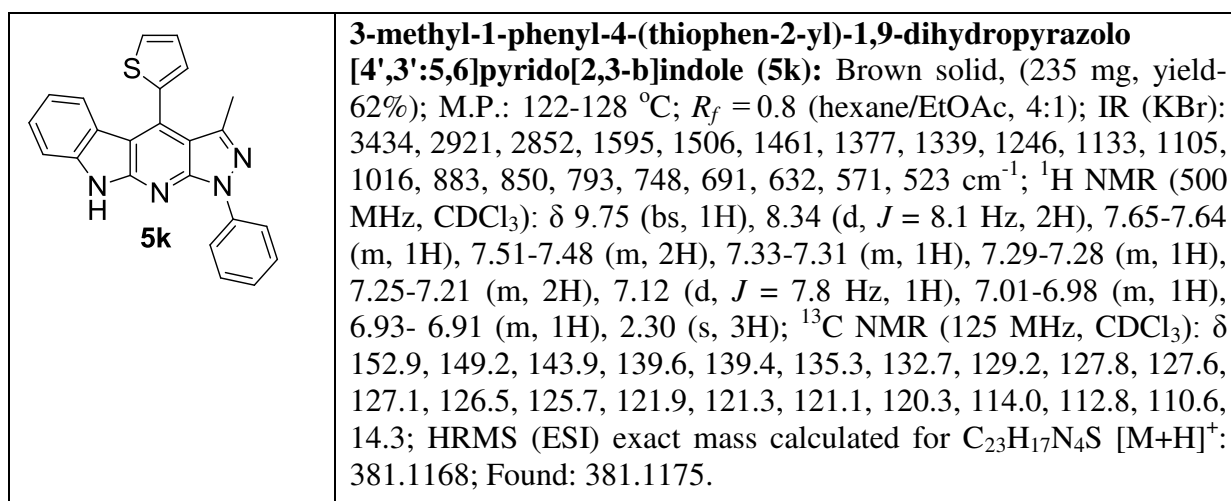 S
N
H
N
N
N
5k
3-methyl-1-phenyl-4-(thiophen-2-yl)-1,9-dihydropyrazolo
[4',3':5,6]pyrido[2,3-b]indole (5k): Brown solid, (235 mg, yield-
62%); M.P.: 122-128 °C; Rf = 0.8 (hexane/EtOAc, 4:1); IR (KBr):
3434, 2921, 2852, 1595, 1506, 1461, 1377, 1339, 1246, 1133, 1105,
1016, 883, 850, 793, 748, 691, 632, 571, 523 cm-1; 1H NMR (500
MHz, CDCl3): δ 9.75 (bs, 1H), 8.34 (d, J = 8.1 Hz, 2H), 7.65-7.64
(m, 1H), 7.51-7.48 (m, 2H), 7.33-7.31 (m, 1H), 7.29-7.28 (m, 1H),
7.25-7.21 (m, 2H), 7.12 (d, J = 7.8 Hz, 1H), 7.01-6.98 (m, 1H),
6.93- 6.91 (m, 1H), 2.30 (s, 3H); 13C NMR (125 MHz, CDCl3): δ
152.9, 149.2, 143.9, 139.6, 139.4, 135.3, 132.7, 129.2, 127.8, 127.6,
127.1, 126.5, 125.7, 121.9, 121.3, 121.1, 120.3, 114.0, 112.8, 110.6,
14.3; HRMS (ESI) exact mass calculated for C23H17N4S [M+H]+:
381.1168; Found: 381.1175.